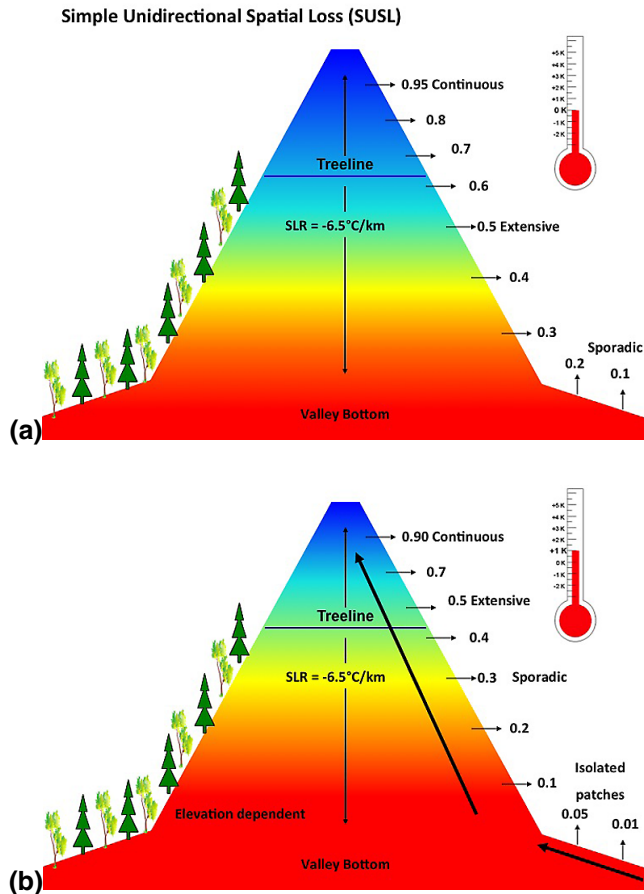 Simple Unidirectional Spatial Loss (SUSL)
+5 K
+4 K
+3 K
+2 K
+1 K
0 K
-1 K
-2 K
0.95 Continuous
0.8
0.7
Treeline
0.6
SLR = -6.5°C/km
0.5 Extensive
0.4
0.3
Sporadic
0.2
0.1
Valley Bottom
(a)
+5 K
+4 K
+3 K
+2 K
+1 K
0 K
-1 K
-2 K
0.90 Continuous
0.7
0.5 Extensive
Treeline
0.4
SLR = -6.5°C/km
0.3 Sporadic
0.2
0.1
Isolated
patches
0.05
0.01
Elevation dependent
Valley Bottom
(b)